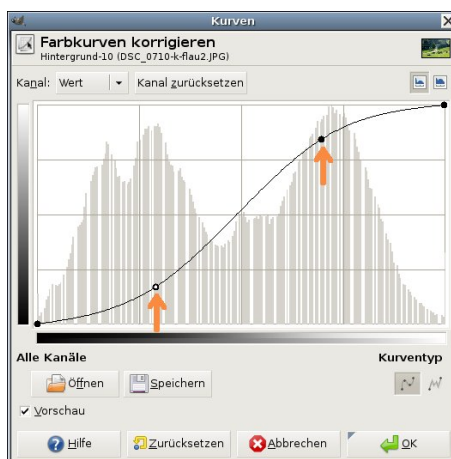 Kurven
Farbkurven korrigieren
Hintergrund-10 (DSC_0710-k-flau2.JPG)
Kanal: Wert Kanal zurücksetzen
Alle Kanäle Kurventyp
Öffnen Speichern
Vorschau
Hilfe Zurücksetzen Abbrechen OK